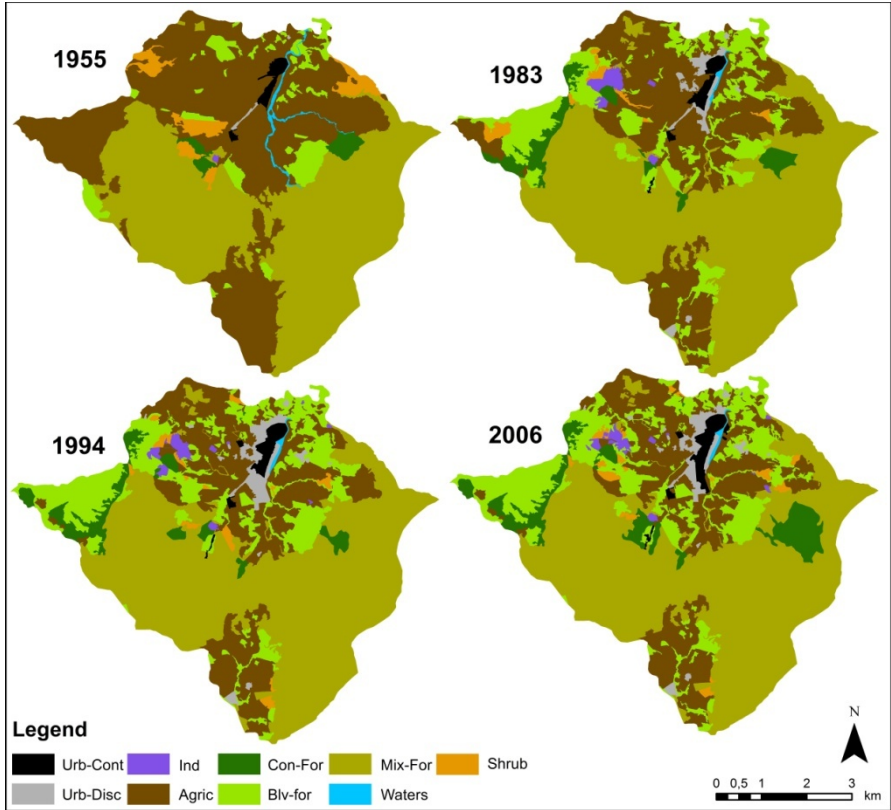 1955
1983
1994
2006
Legend
Urb-Cont Ind Con-For Mix-For Shrub
Urb-Disc Agric Blv-for Waters
N
0 0,5 1 2 3
km